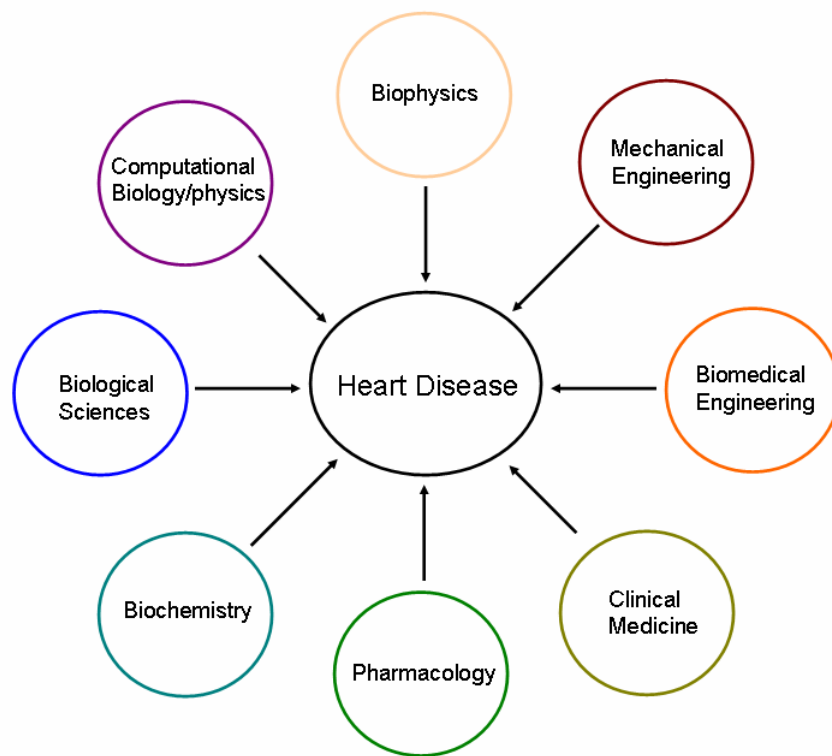 Biophysics
Mechanical
Engineering
Computational
Biology/physics
Heart Disease
Biomedical
Engineering
Biological
Sciences
Clinical
Medicine
Biochemistry
Pharmacology